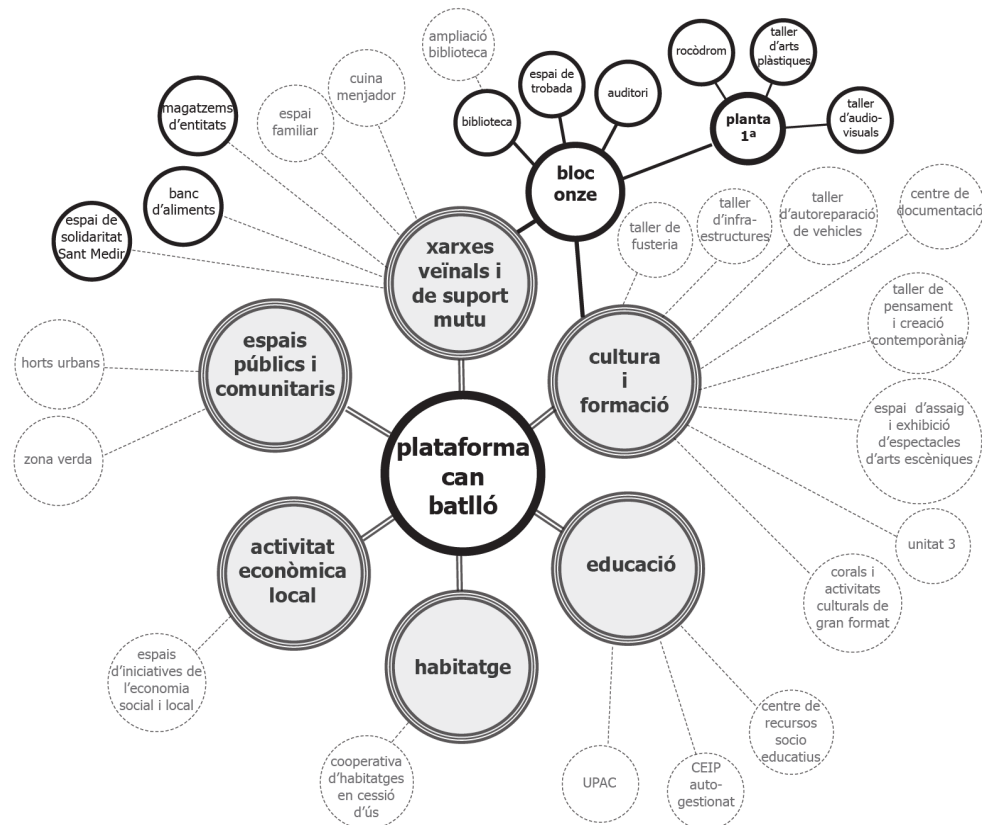 ampliació
biblioteca
cuina
menjador
espai de
trobada
auditori
rocòdrom
taller
d'arts
plàstiques
magatzems
d'entitats
espai
familiar
biblioteca
planta
1ª
taller
d'audio-
visuals
banc
d'aliments
bloc
onze
espai de
solidaritat
Sant Medir
xarxes
veïnals i
de suport
mutu
taller de
fusteria
taller
d'infra-
estructures
taller
d'autoreparació
de vehicles
centre de
documentació
horts urbans
espais
públics i
comunitaris
cultura
i
formació
taller de
pensament
i creació
contemporània
zona verda
plataforma
can
batlló
espai d'assaig
i exhibició
d'espectacles
d'arts escèniques
activitat
econòmica
local
educació
unitat 3
corals i
activitats
culturals de
gran format
espais
d'iniciatives de
l'economia
social i local
habitatge
cooperativa
d'habitatges
en cessió
d'ús
UPAC
CEIP
auto-
gestionat
centre de
recursos
socio
educatius